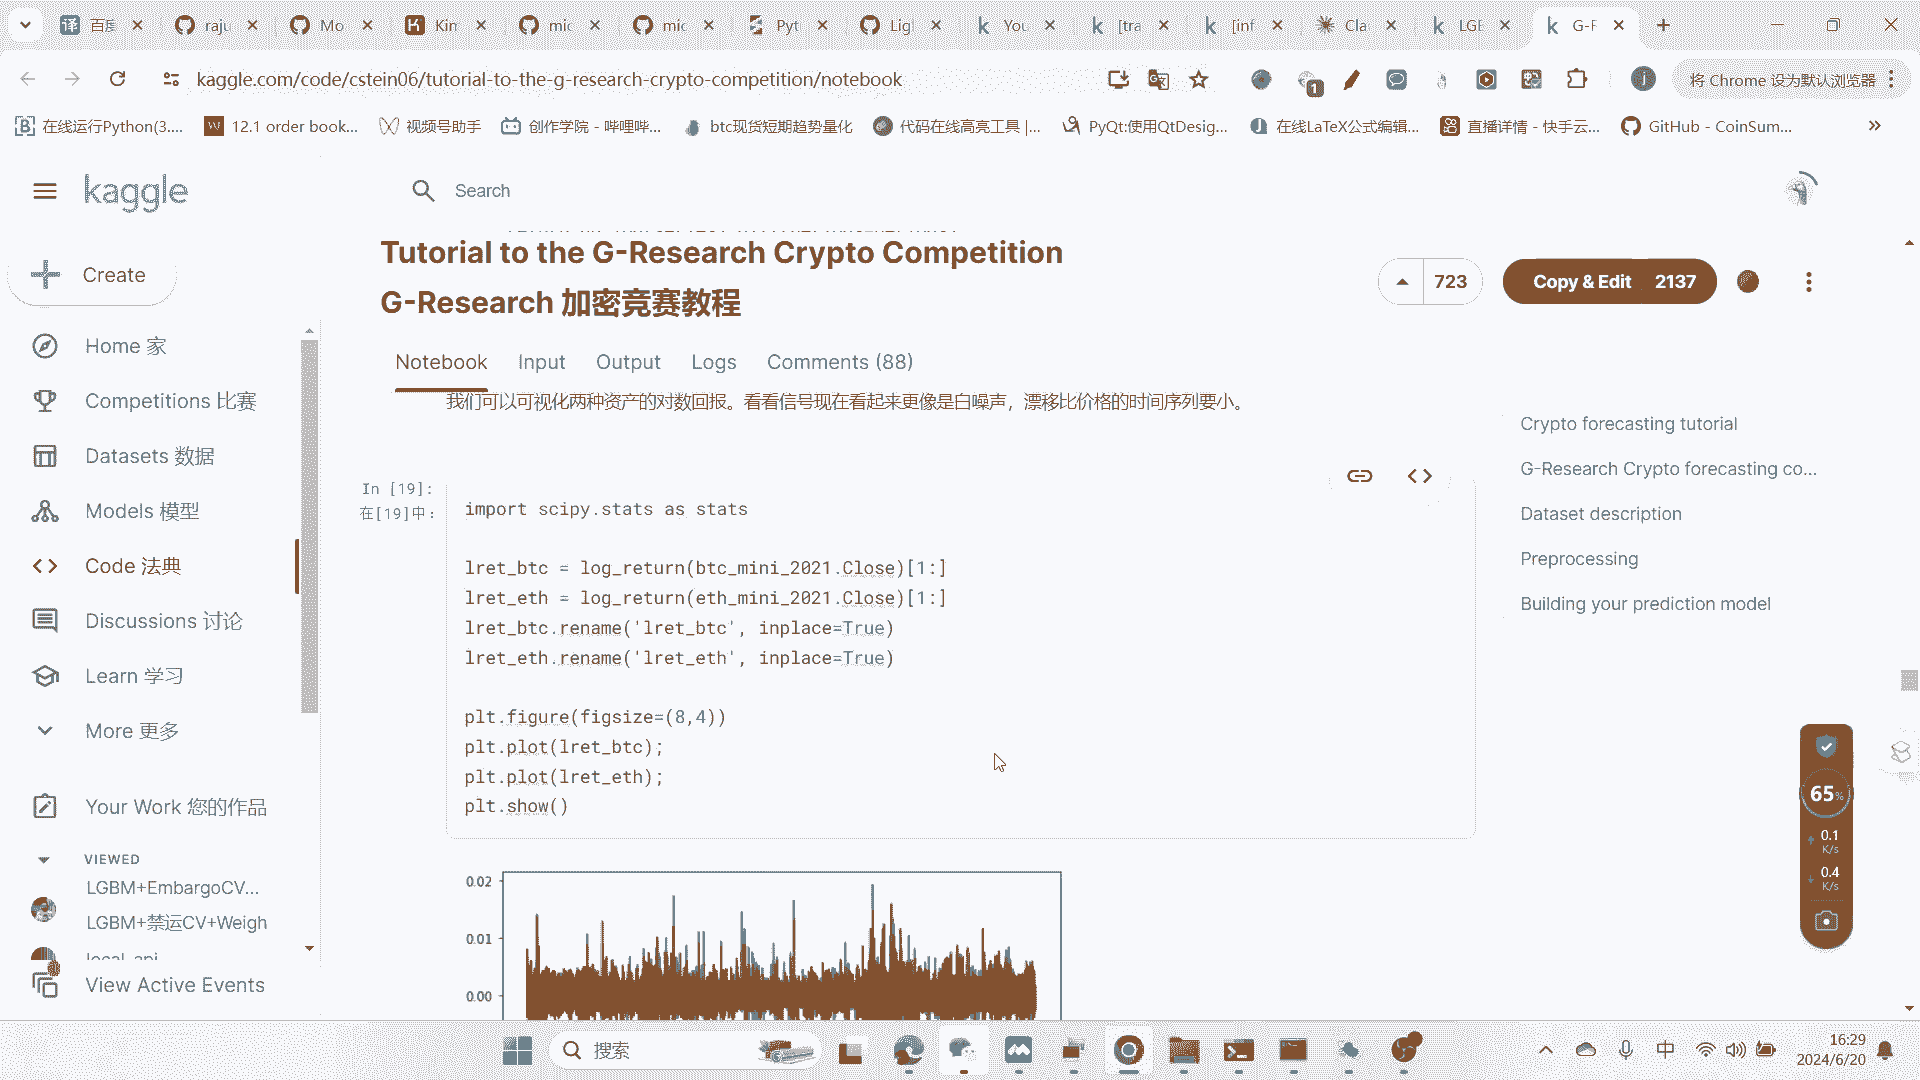 百度
raju
Mo
Kin
mic
mic
Pyt
Ligl
You
[tra
[inf
Cla
LGE
G-F
kaggle.com/code/cstein06/tutorial-to-the-g-research-crypto-competition/notebook
1
j
将 Chrome 设为默认浏览器
在线运行Python(3....
12.1 order book...
视频号助手
创作学院 - 哔哩哔...
btc现货短期趋势量化
代码在线高亮工具 |...
PyQt:使用QtDesig...
在线LaTeX公式编辑...
直播详情 - 快手云...
GitHub - CoinSum...
kaggle
Search
Create
Home 家
Competitions 比赛
Datasets 数据
Models 模型
Code 法典
Discussions 讨论
Learn 学习
More 更多
Your Work 您的作品
VIEWED
LGBM+EmbargoCV...
LGBM+禁运CV+Weigh
local_api
View Active Events
Tutorial to the G-Research Crypto Competition
G-Research 加密竞赛教程
723
Copy & Edit 2137
Notebook Input Output Logs Comments (88)
我们可以可视化两种资产的对数回报。看看信号现在看起来更像是白噪声，漂移比价格的时间序列要小。
In [19]:
在[19]中：
import scipy.stats as stats
lret_btc = log_return(btc_mini_2021.Close)[1:]
lret_eth = log_return(eth_mini_2021.Close)[1:]
lret_btc.rename('lret_btc', inplace=True)
lret_eth.rename('lret_eth', inplace=True)
plt.figure(figsize=(8,4))
plt.plot(lret_btc);
plt.plot(lret_eth);
plt.show()
0.02
0.01
0.00
Crypto forecasting tutorial
G-Research Crypto forecasting co...
Dataset description
Preprocessing
Building your prediction model
65%
0.1
K/s
0.4
K/s
搜索
中
16:29
2024/6/20